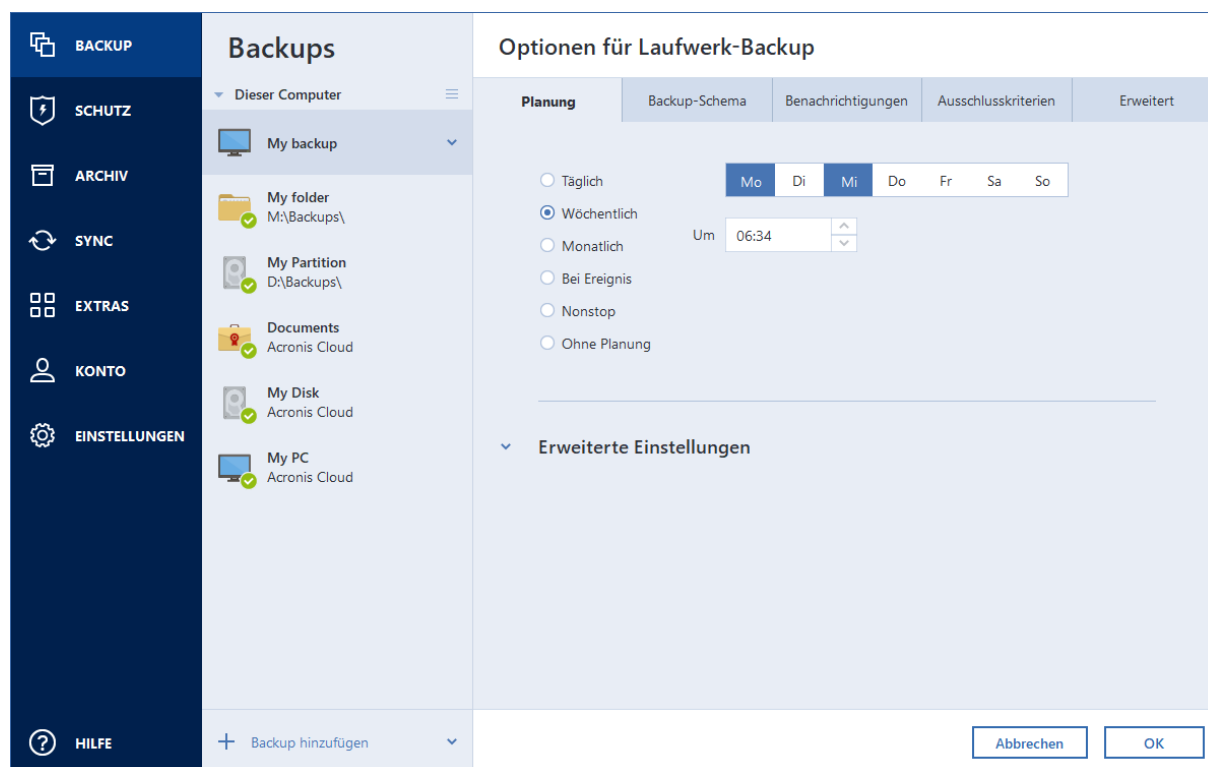 BACKUP
SCHUTZ
ARCHIV
SYNC
EXTRAS
KONTO
EINSTELLUNGEN
HILFE
Backups
Dieser Computer
My backup
My folder
M:\Backups\
My Partition
D:\Backups\
Documents
Acronis Cloud
My Disk
Acronis Cloud
My PC
Acronis Cloud
Backup hinzufügen
Optionen für Laufwerk-Backup
Planung Backup-Schema Benachrichtigungen Ausschlusskriterien Erweitert
Täglich
Wöchentlich
Monatlich
Bei Ereignis
Nonstop
Ohne Planung
Mo Di Mi Do Fr Sa So
Um 06:34
Erweiterte Einstellungen
Abbrechen OK